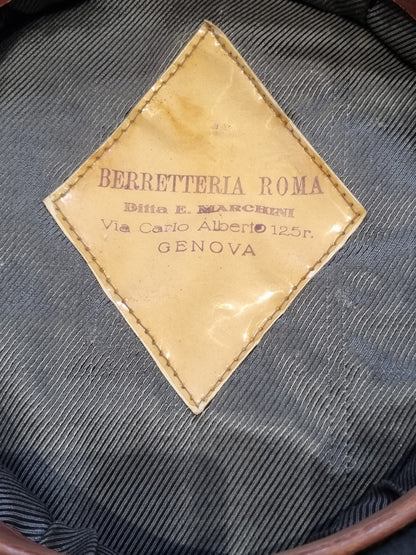 BERRETTERIA ROMA
Ditta E. MARCHINI
Via Carlo Alberto 125r.
GENOVA